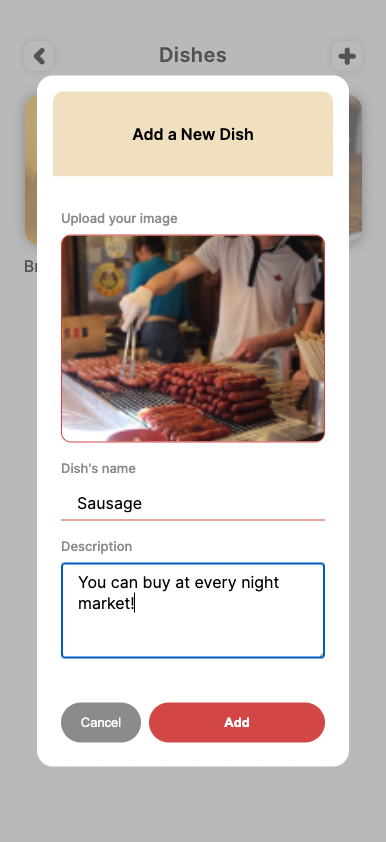 Dishes
Add a New Dish
Upload your image
Dish's name
Sausage
Description
You can buy at every night
market!
Cancel
Add